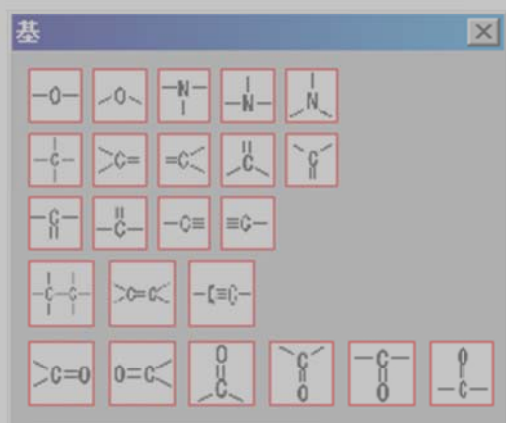 基
-O- -O- -N- -N- N
-C- >C= =C< C C
-C- -C- -C≡ ≡C-
-C-C- >C=C< -C≡C-
>C=O O=C< O C C O -C- O O -C-